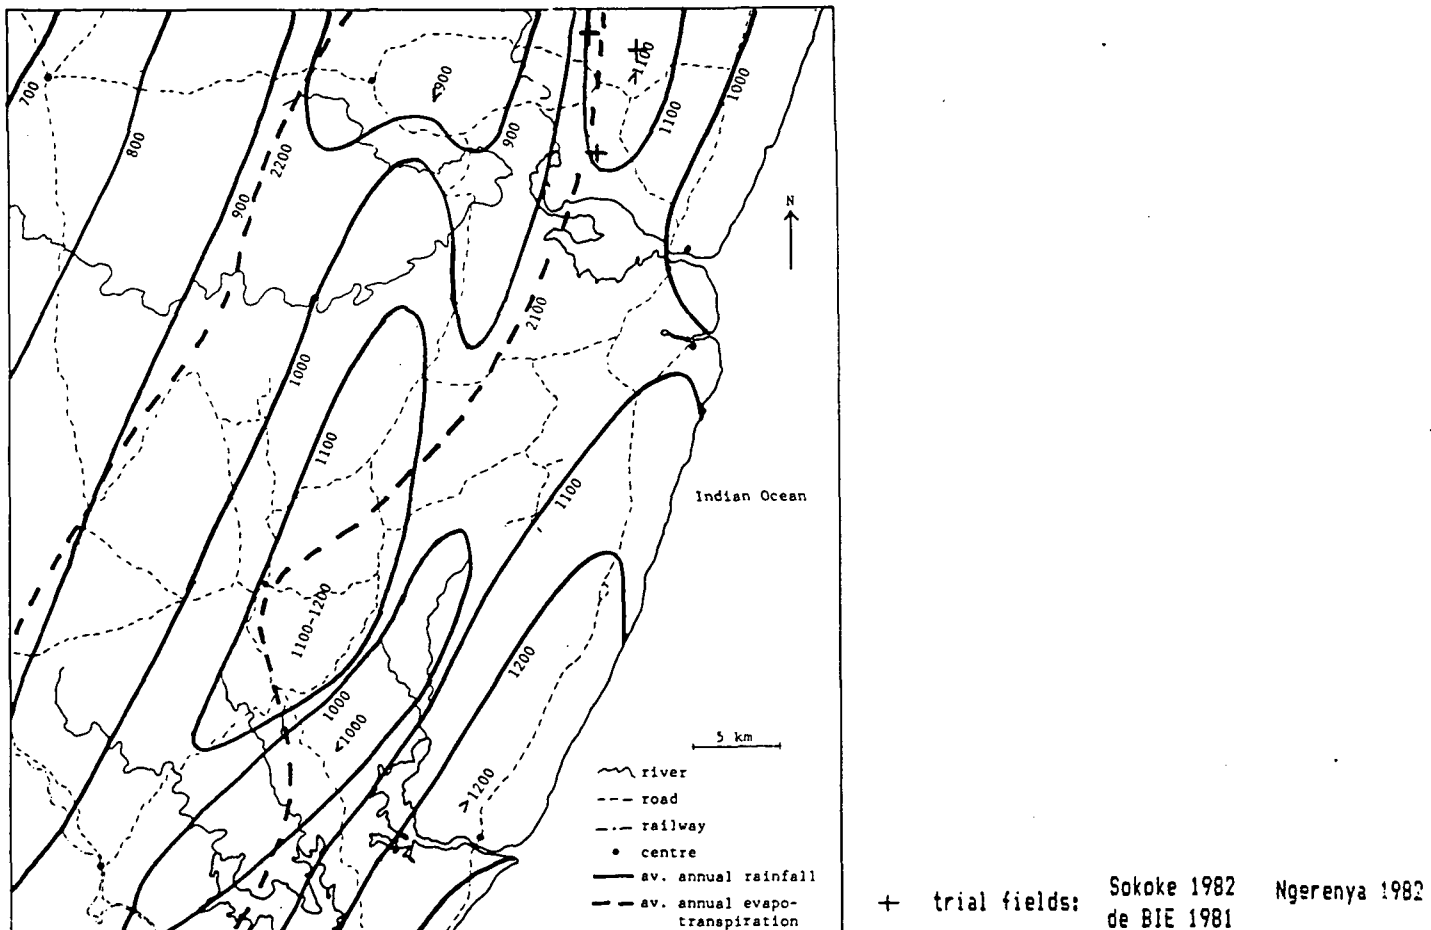 700
800
900
2200
<900
900
>1100
1100
1000
N
2100
1000
1100
1100
Indian Ocean
1100-1200
1000
<1000
1200
>1200
5 km
river
road
railway
centre
av. annual rainfall
av. annual evapo-
transpiration
+ trial fields: Sokoke 1982 Ngerenya 1982
de BIE 1981